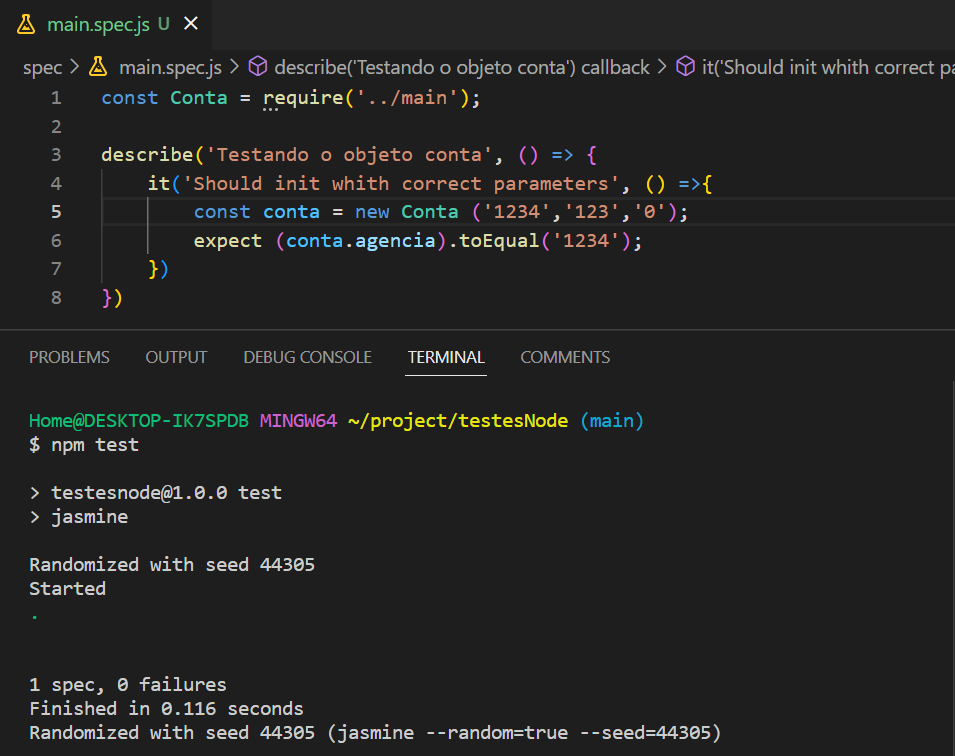 main.spec.js U
spec > main.spec.js > describe('Testando o objeto conta') callback > it('Should init whith correct pa
1 const Conta = require('../main');
2
3 describe('Testando o objeto conta', () => {
4 it('Should init whith correct parameters', () =>{
5 const conta = new Conta ('1234','123','0');
6 expect (conta.agencia).toEqual('1234');
7 })
8 })
PROBLEMS OUTPUT DEBUG CONSOLE TERMINAL COMMENTS
Home@DESKTOP-IK7SPDB MINGW64 ~/project/testesNode (main)
$ npm test
> testesnode@1.0.0 test
> jasmine
Randomized with seed 44305
Started
.
1 spec, 0 failures
Finished in 0.116 seconds
Randomized with seed 44305 (jasmine --random=true --seed=44305)